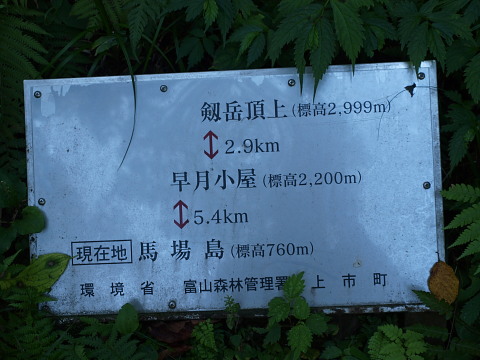 剱岳頂上(標高2,999m)
↕2.9km
早月小屋(標高2,200m)
↕5.4km
現在地 馬場島(標高760m)
環境省 富山森林管理署 上市町